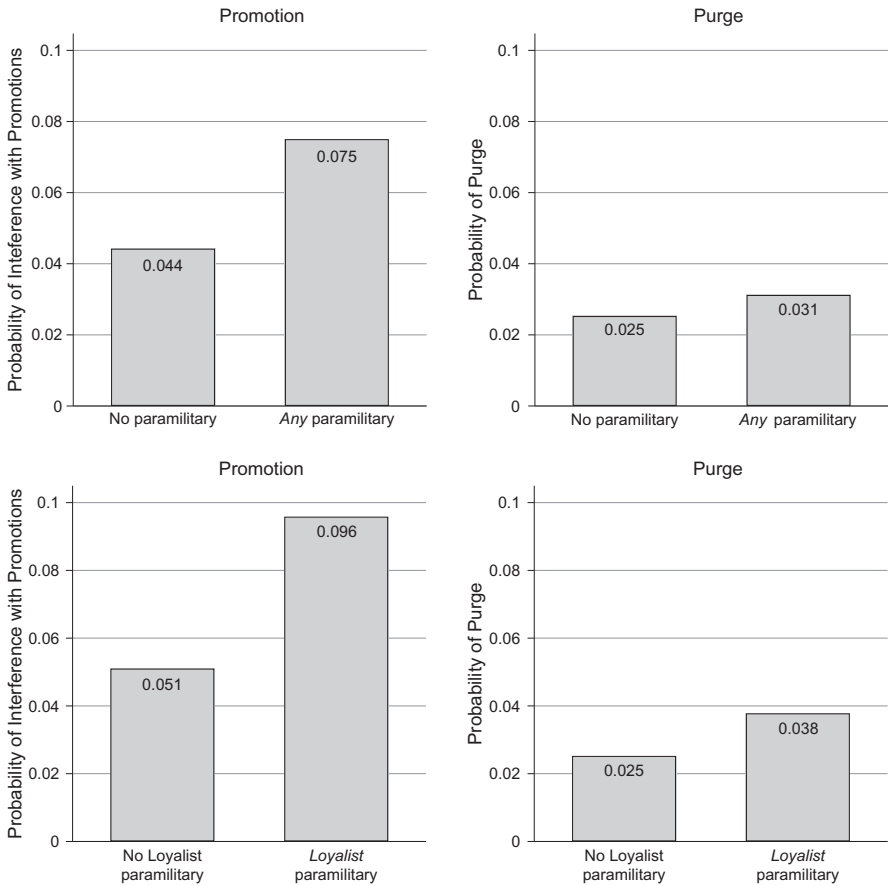 Promotion
Probability of Inteference with Promotions
0.1
0.08
0.06
0.04
0.02
0
0.044
0.075
No paramilitary
Any paramilitary
Purge
Probability of Purge
0.1
0.08
0.06
0.04
0.02
0
0.025
0.031
No paramilitary
Any paramilitary
Promotion
Probability of Interference with Promotions
0.1
0.08
0.06
0.04
0.02
0
0.051
0.096
No Loyalist
paramilitary
Loyalist
paramilitary
Purge
Probability of Purge
0.1
0.08
0.06
0.04
0.02
0
0.025
0.038
No Loyalist
paramilitary
Loyalist
paramilitary